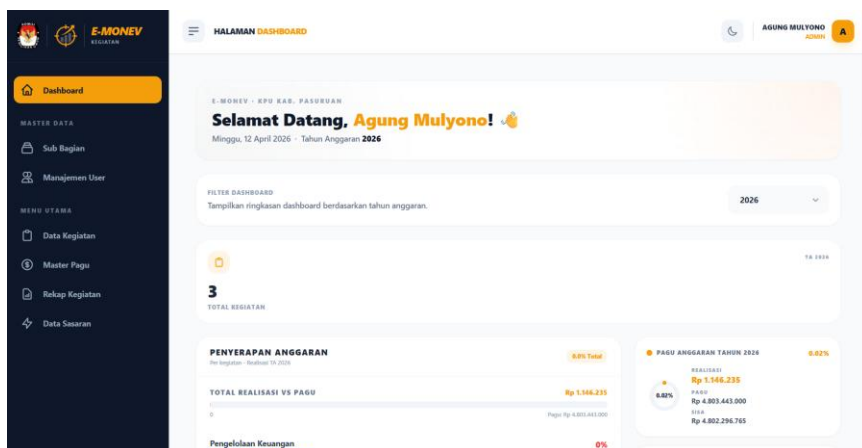 E-MONEV
KEGIATAN
Dashboard
MASTER DATA
Sub Bagian
Manajemen User
MENU UTAMA
Data Kegiatan
Master Pagu
Rekap Kegiatan
Data Sasaran
HALAMAN DASHBOARD
AGUNG MULYONO
ADMIN
A
E-MONEV · KPU KAB. PASURUAN
Selamat Datang, Agung Mulyono! 👋
Minggu, 12 April 2026 · Tahun Anggaran 2026
FILTER DASHBOARD
Tampilkan ringkasan dashboard berdasarkan tahun anggaran.
2026
TA 2026
3
TOTAL KEGIATAN
PENYERAPAN ANGGARAN
Per kegiatan · Realisasi TA 2026
0.0% Total
TOTAL REALISASI VS PAGU
Rp 1.146.235
0
Pagu: Rp 4.803.443.000
Pengelolaan Keuangan
0%
PAGU ANGGARAN TAHUN 2026
0.02%
0.02%
REALISASI
Rp 1.146.235
PAGU
Rp 4.803.443.000
SISA
Rp 4.802.296.765